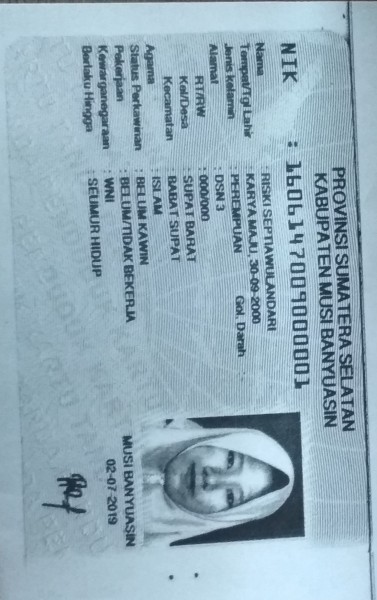 PROVINSI SUMATERA SELATAN
KABUPATEN MUSI BANYUASIN
NIK : 1606147009000001
Nama : RISKI SEPTIAWULANDARI
Tempat/Tgl Lahir : KARYA MAJU, 30-09-2000
Jenis kelamin : PEREMPUAN Gol. Darah :
Alamat : DSN 3
RT/RW : 000/000
Kel/Desa : SUPAT BARAT
Kecamatan : BABAT SUPAT
Agama : ISLAM
Status Perkawinan : BELUM KAWIN
Pekerjaan : BELUM/TIDAK BEKERJA
Kewarganegaraan : WNI
Berlaku Hingga : SEUMUR HIDUP
MUSI BANYUASIN
02-07-2019